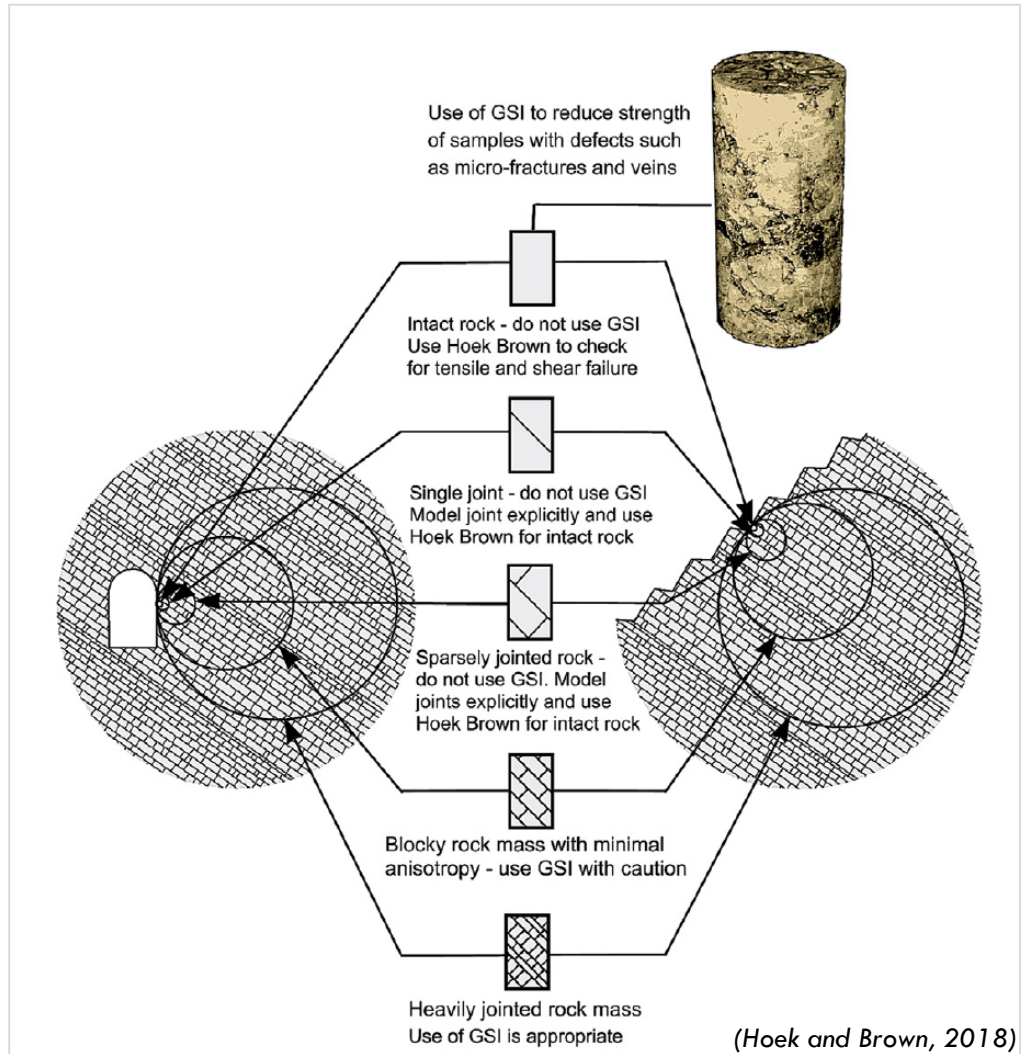 Use of GSI to reduce strength
of samples with defects such
as micro-fractures and veins
Intact rock - do not use GSI
Use Hoek Brown to check
for tensile and shear failure
Single joint - do not use GSI
Model joint explicitly and use
Hoek Brown for intact rock
Sparsely jointed rock -
do not use GSI. Model
joints explicitly and use
Hoek Brown for intact rock
Blocky rock mass with minimal
anisotropy - use GSI with caution
Heavily jointed rock mass
Use of GSI is appropriate
(Hoek and Brown, 2018)